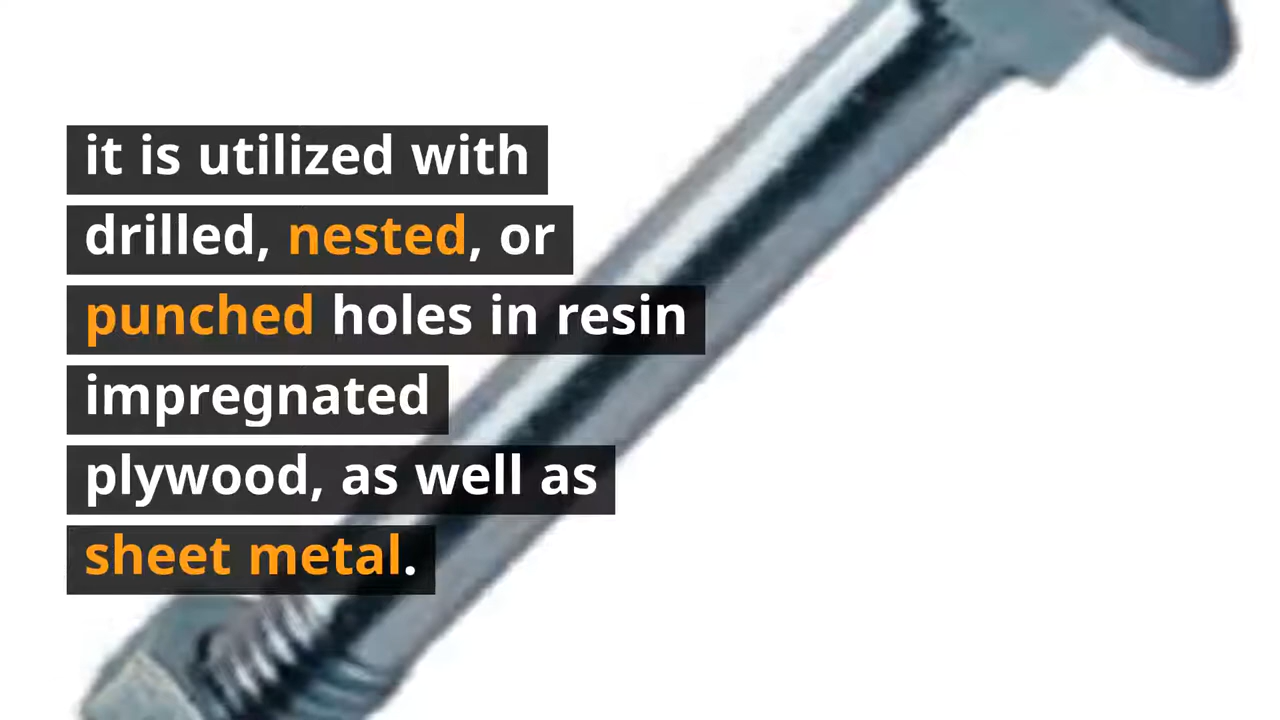 it is utilized with
drilled, nested, or
punched holes in resin
impregnated
plywood, as well as
sheet metal.